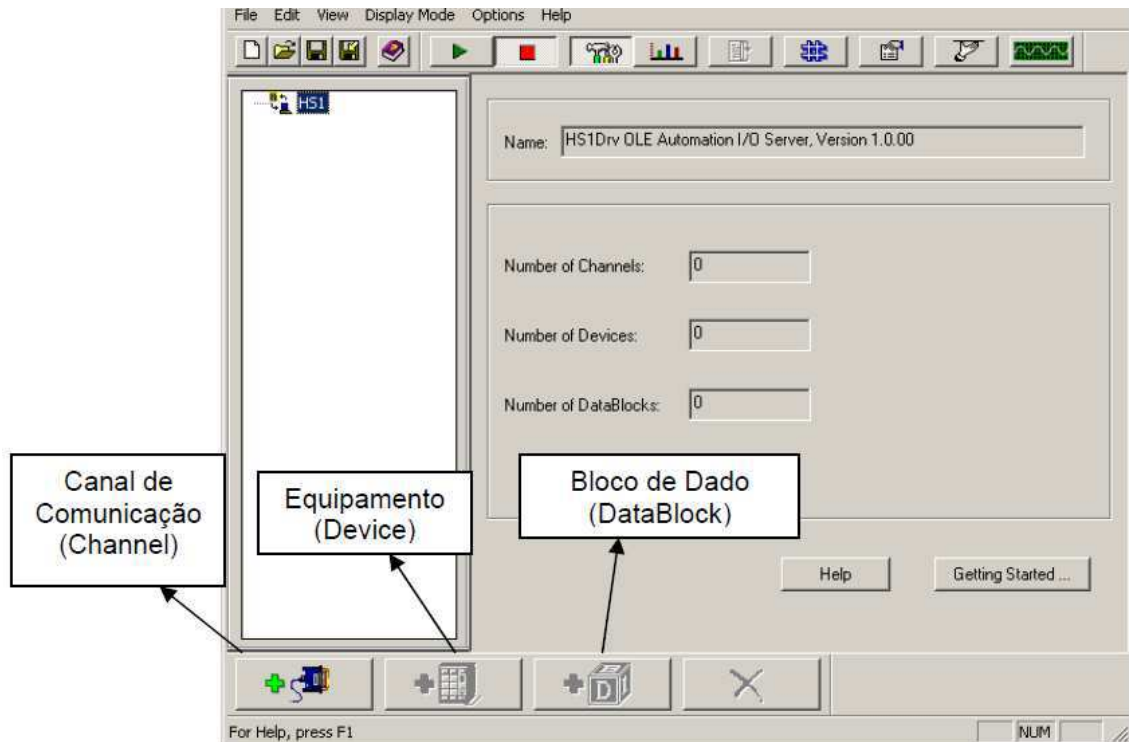 File Edit View Display Mode Options Help
HS1
Name: HS1Drv OLE Automation I/O Server, Version 1.0.00
Number of Channels: 0
Number of Devices: 0
Number of DataBlocks: 0
Canal de
Comunicação
(Channel)
Equipamento
(Device)
Bloco de Dado
(DataBlock)
Help
Getting Started ...
D
For Help, press F1
NUM